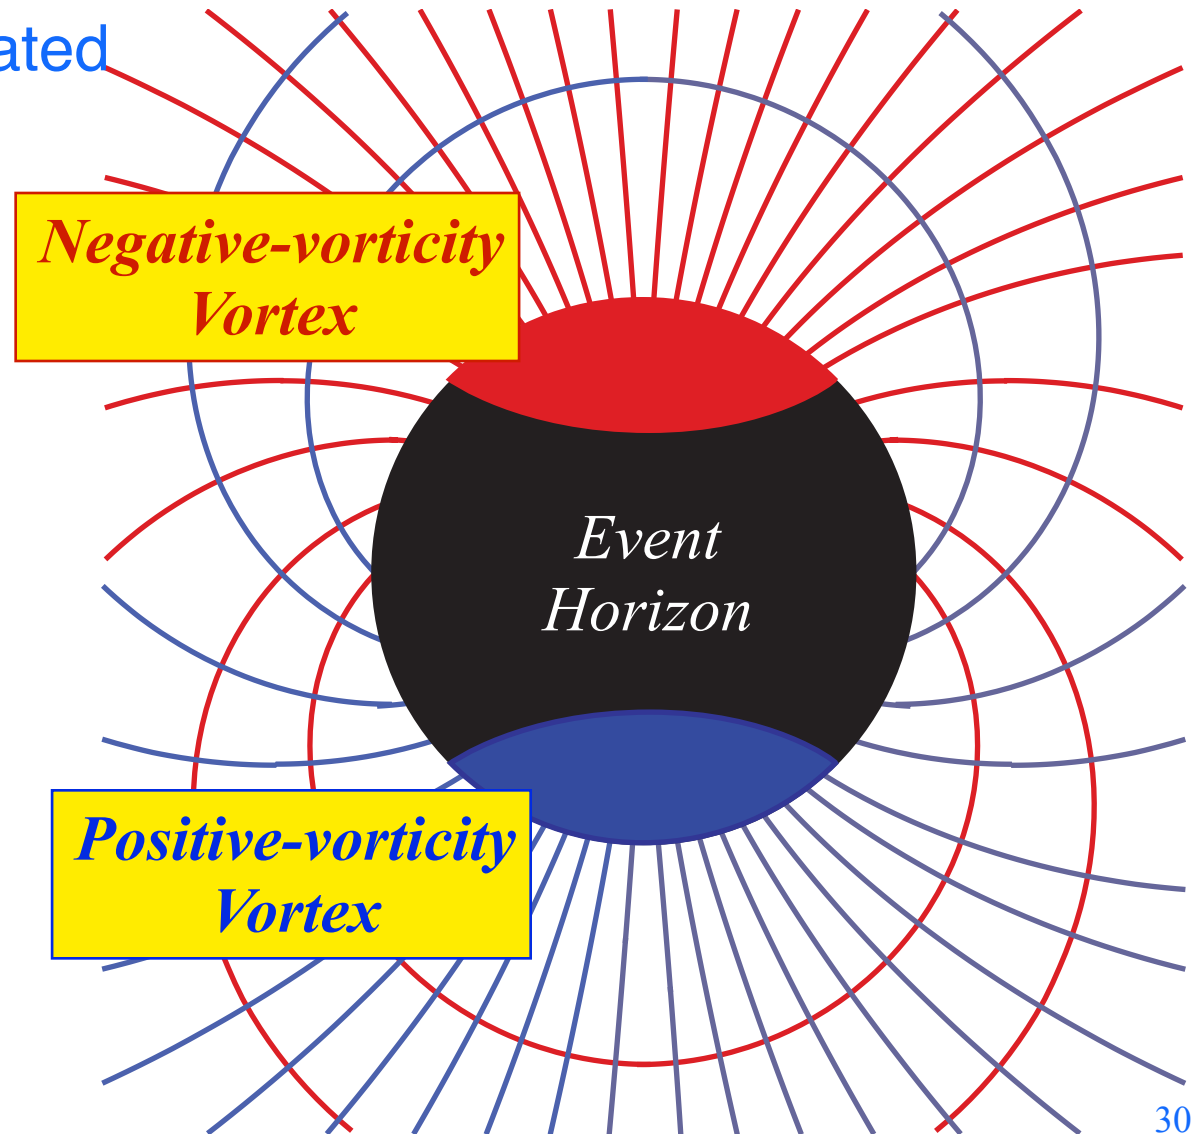 ated
Negative-vorticity
Vortex
Event
Horizon
Positive-vorticity
Vortex
30